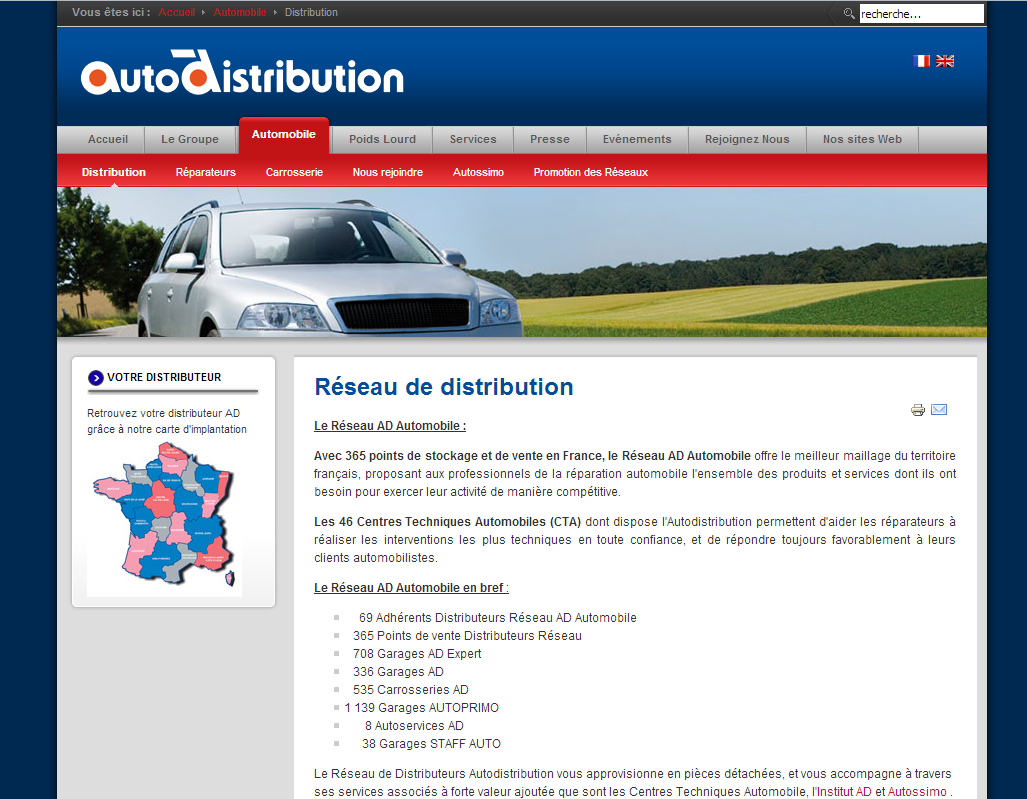 Vous êtes ici : Accueil Automobile Distribution
recherche...
autodistribution
Accueil Le Groupe Automobile Poids Lourd Services Presse Evénements Rejoignez Nous Nos sites Web
Distribution Réparateurs Carrosserie Nous rejoindre Autossimo Promotion des Réseaux
VOTRE DISTRIBUTEUR
Retrouvez votre distributeur AD
grâce à notre carte d'implantation
Réseau de distribution
Le Réseau AD Automobile :
Avec 365 points de stockage et de vente en France, le Réseau AD Automobile offre le meilleur maillage du territoire
français, proposant aux professionnels de la réparation automobile l'ensemble des produits et services dont ils ont
besoin pour exercer leur activité de manière compétitive.
Les 46 Centres Techniques Automobiles (CTA) dont dispose l'Autodistribution permettent d'aider les réparateurs à
réaliser les interventions les plus techniques en toute confiance, et de répondre toujours favorablement à leurs
clients automobilistes.
Le Réseau AD Automobile en bref :
69 Adhérents Distributeurs Réseau AD Automobile
365 Points de vente Distributeurs Réseau
708 Garages AD Expert
336 Garages AD
535 Carrosseries AD
1 139 Garages AUTOPRIMO
8 Autoservices AD
38 Garages STAFF AUTO
Le Réseau de Distributeurs Autodistribution vous approvisionne en pièces détachées, et vous accompagne à travers
ses services associés à forte valeur ajoutée que sont les Centres Techniques Automobile, l'Institut AD et Autossimo .